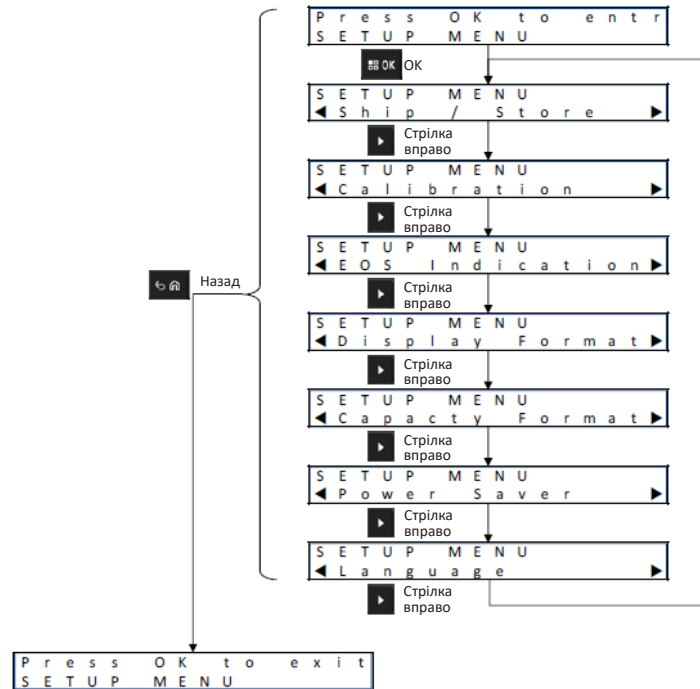 Press OK to entr
SETUP MENU
OK OK
SETUP MENU
◀Ship / Store ▶
Стрілка
вправо
SETUP MENU
◀Calibration ▶
Стрілка
вправо
SETUP MENU
◀EOS Indication▶
Стрілка
вправо
Назад
SETUP MENU
◀Display Format▶
Стрілка
вправо
SETUP MENU
◀Capacty Format▶
Стрілка
вправо
SETUP MENU
◀Power Saver ▶
Стрілка
вправо
SETUP MENU
◀Language ▶
Стрілка
вправо
Press OK to exit
SETUP MENU